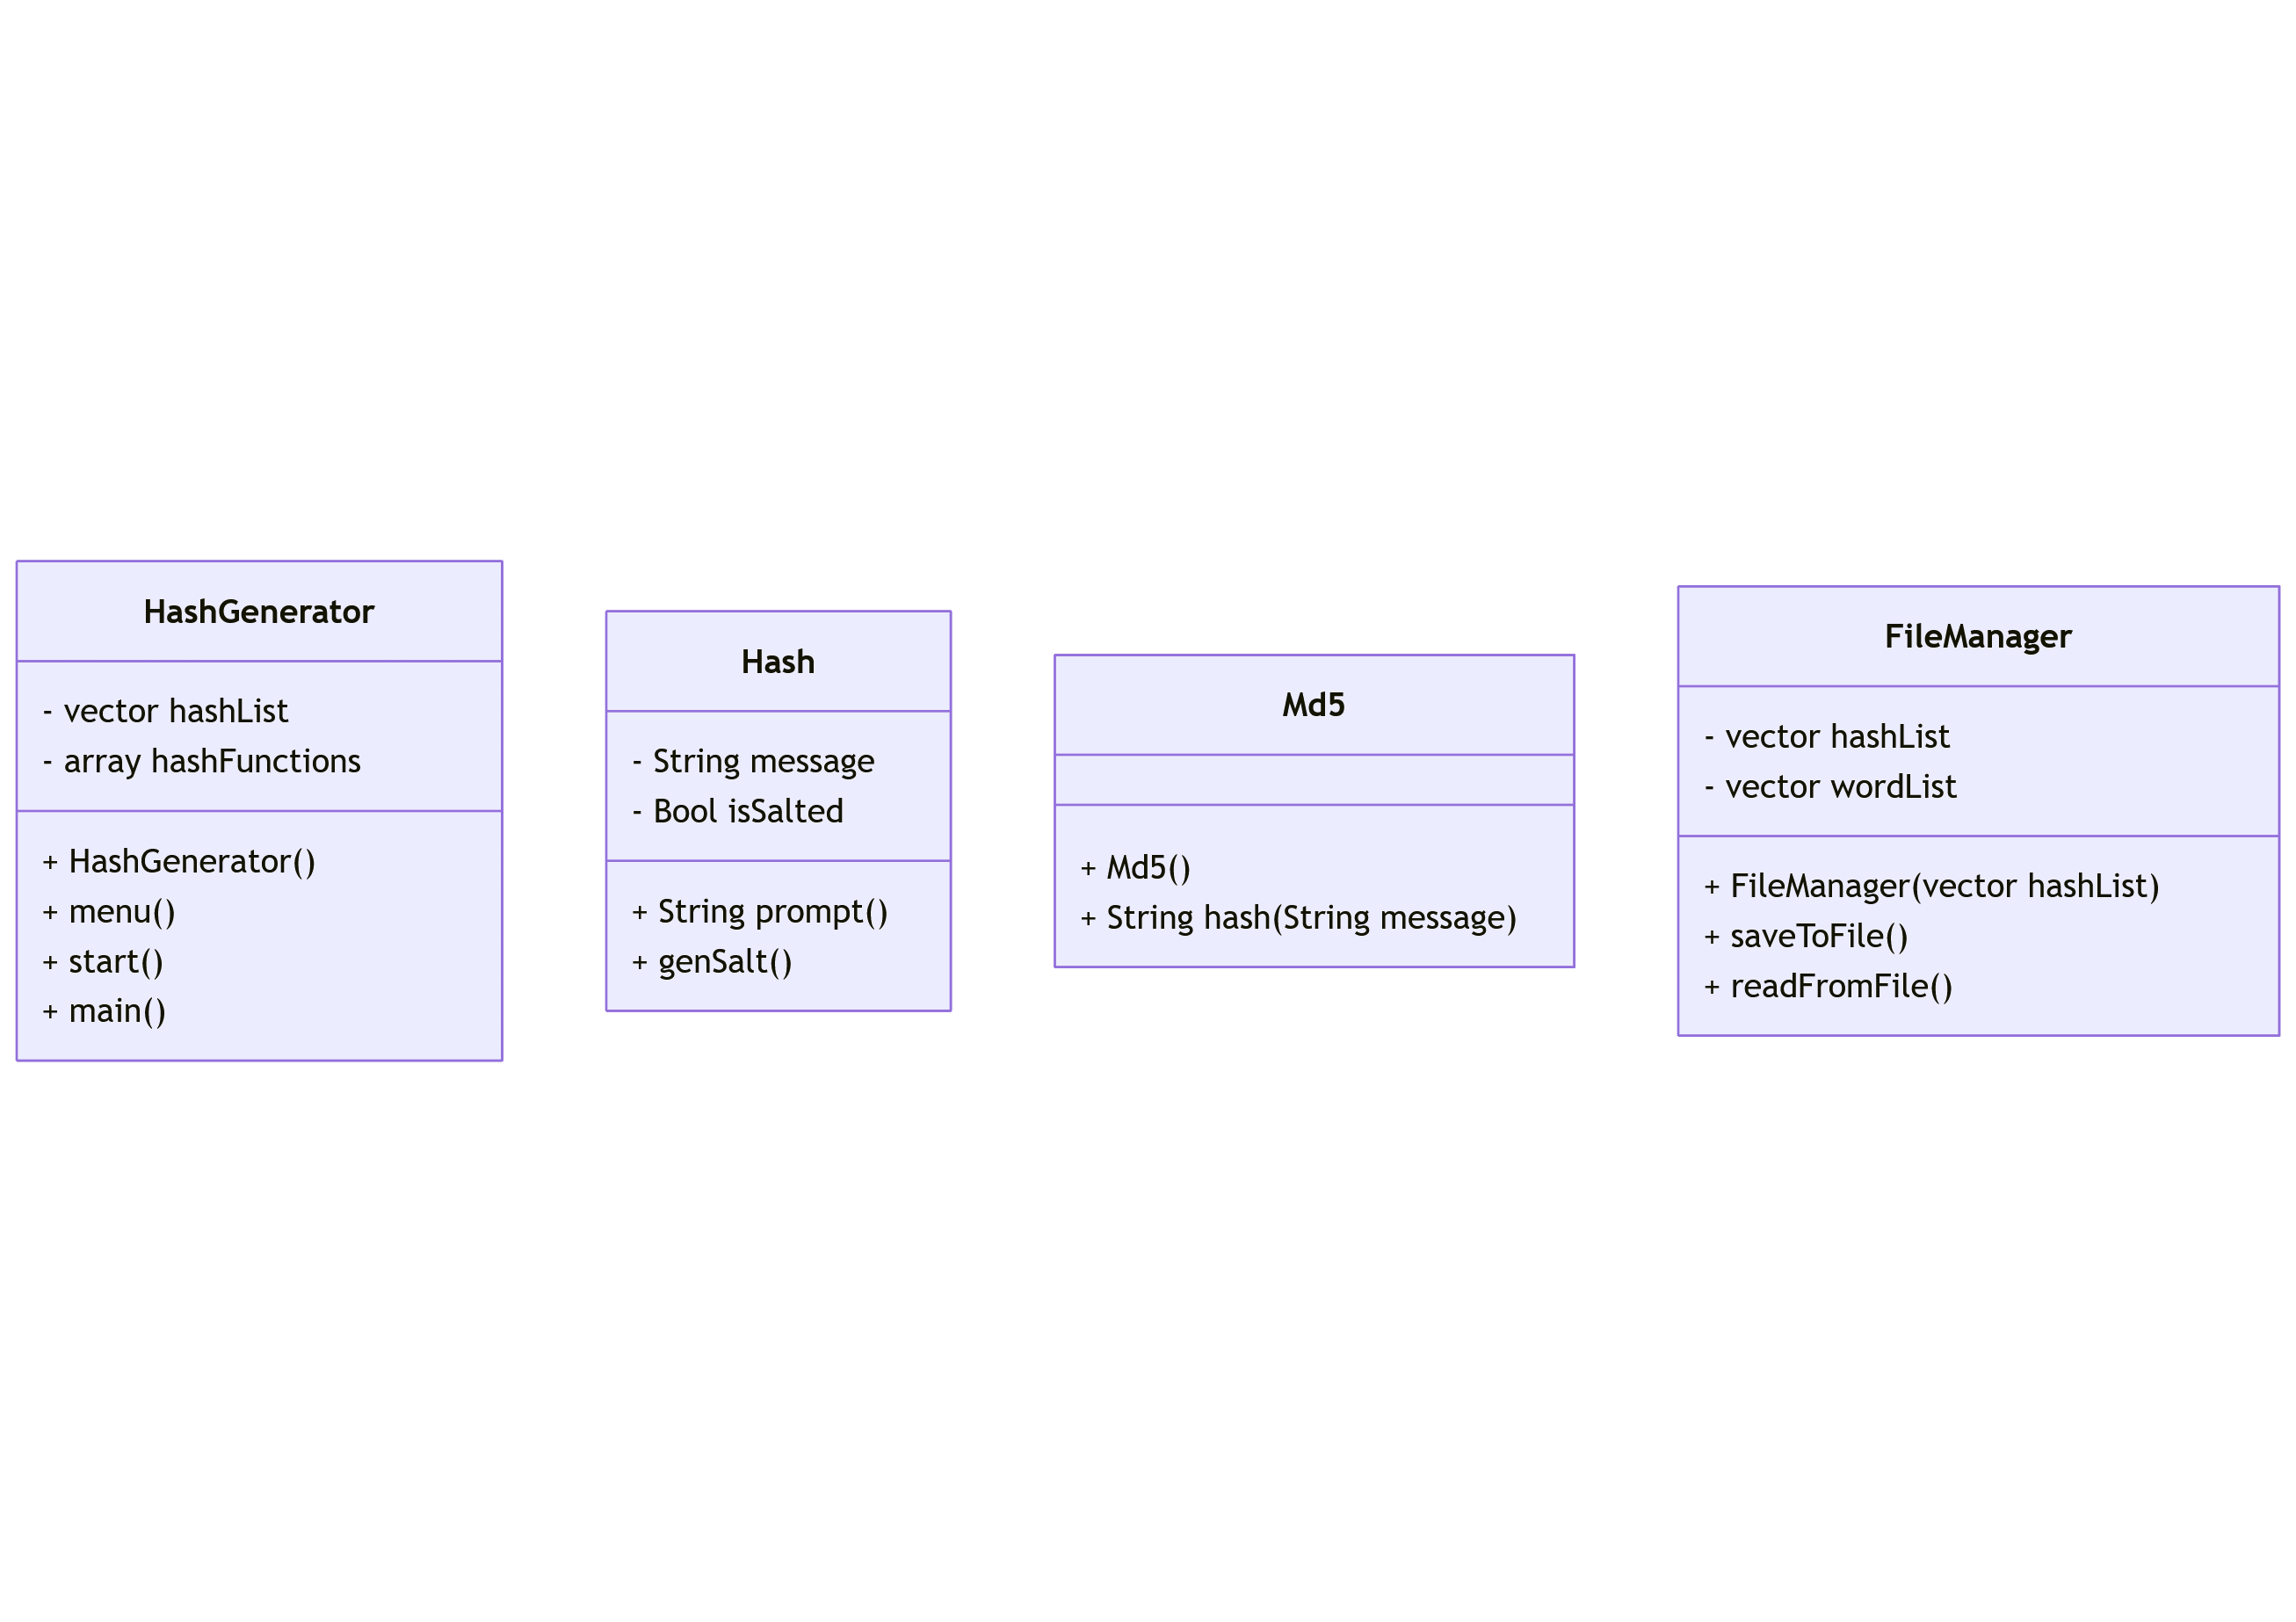 HashGenerator
- vector hashList
- array hashFunctions
+ HashGenerator()
+ menu()
+ start()
+ main()
Hash
- String message
- Bool isSalted
+ String prompt()
+ genSalt()
Md5
+ Md5()
+ String hash(String message)
FileManager
- vector hashList
- vector wordList
+ FileManager(vector hashList)
+ saveToFile()
+ readFromFile()